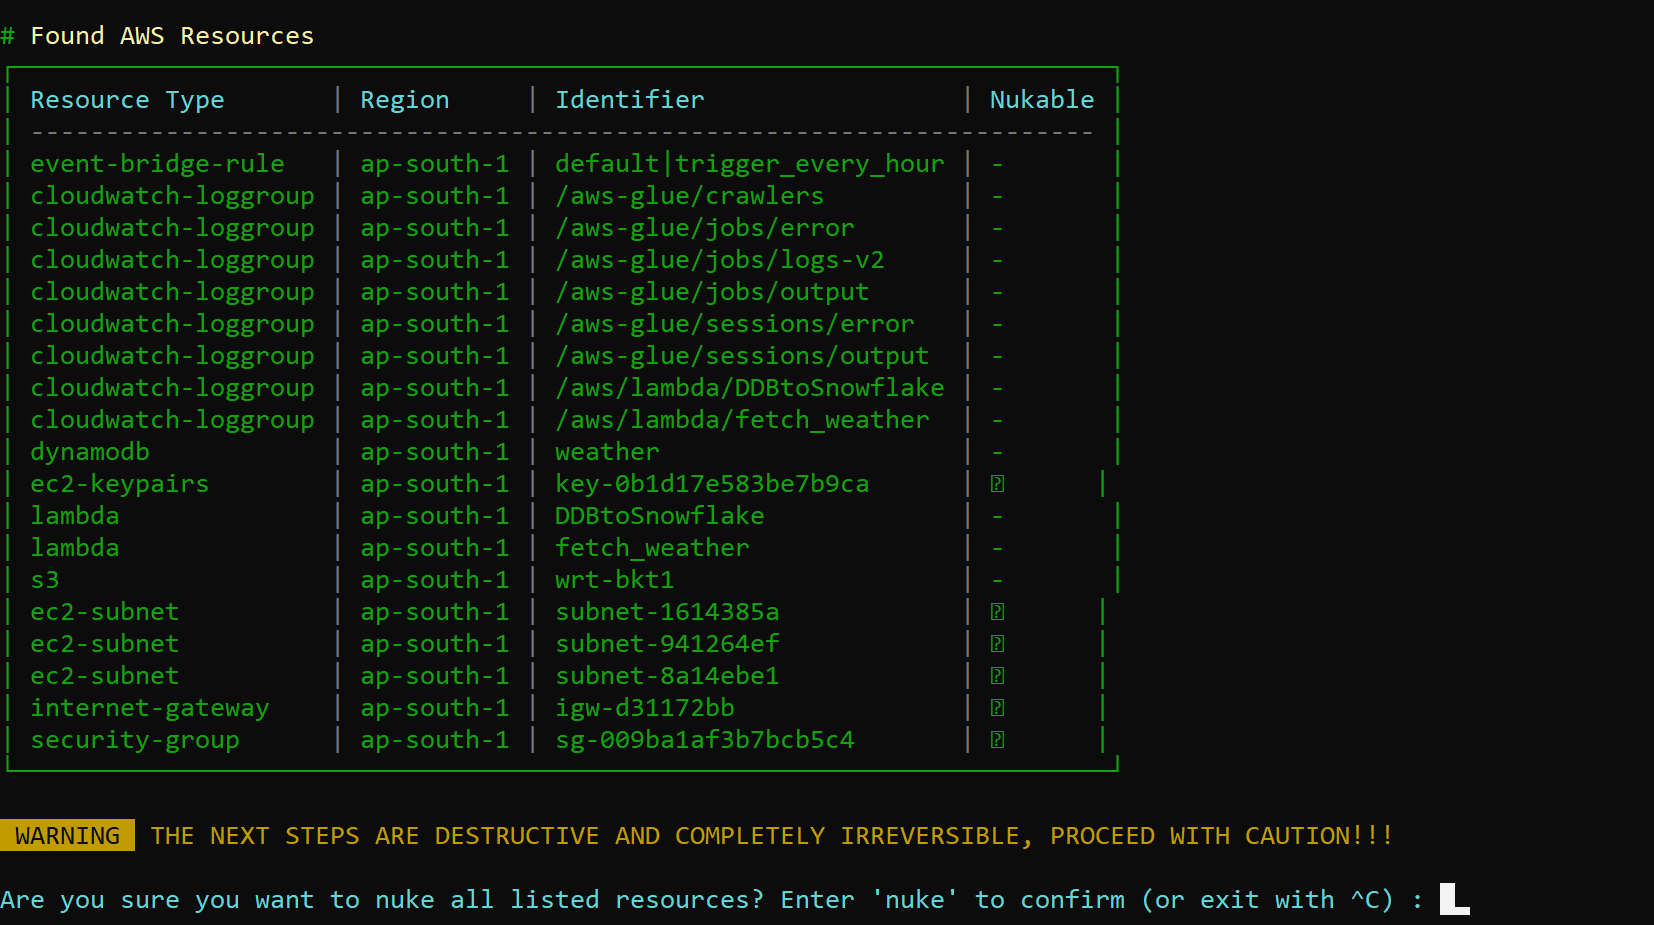 # Found AWS Resources
Resource Type | Region | Identifier | Nukable
-----------------------------------------------------------------------
event-bridge-rule | ap-south-1 | default|trigger_every_hour | -
cloudwatch-loggroup | ap-south-1 | /aws-glue/crawlers | -
cloudwatch-loggroup | ap-south-1 | /aws-glue/jobs/error | -
cloudwatch-loggroup | ap-south-1 | /aws-glue/jobs/logs-v2 | -
cloudwatch-loggroup | ap-south-1 | /aws-glue/jobs/output | -
cloudwatch-loggroup | ap-south-1 | /aws-glue/sessions/error | -
cloudwatch-loggroup | ap-south-1 | /aws-glue/sessions/output | -
cloudwatch-loggroup | ap-south-1 | /aws/lambda/DDBtoSnowflake | -
cloudwatch-loggroup | ap-south-1 | /aws/lambda/fetch_weather | -
dynamodb | ap-south-1 | weather | -
ec2-keypairs | ap-south-1 | key-0b1d17e583be7b9ca | ⍰
lambda | ap-south-1 | DDBtoSnowflake | -
lambda | ap-south-1 | fetch_weather | -
s3 | ap-south-1 | wrt-bkt1 | -
ec2-subnet | ap-south-1 | subnet-1614385a | ⍰
ec2-subnet | ap-south-1 | subnet-941264ef | ⍰
ec2-subnet | ap-south-1 | subnet-8a14ebe1 | ⍰
internet-gateway | ap-south-1 | igw-d31172bb | ⍰
security-group | ap-south-1 | sg-009ba1af3b7bcb5c4 | ⍰
WARNING THE NEXT STEPS ARE DESTRUCTIVE AND COMPLETELY IRREVERSIBLE, PROCEED WITH CAUTION!!!
Are you sure you want to nuke all listed resources? Enter 'nuke' to confirm (or exit with ^C) :